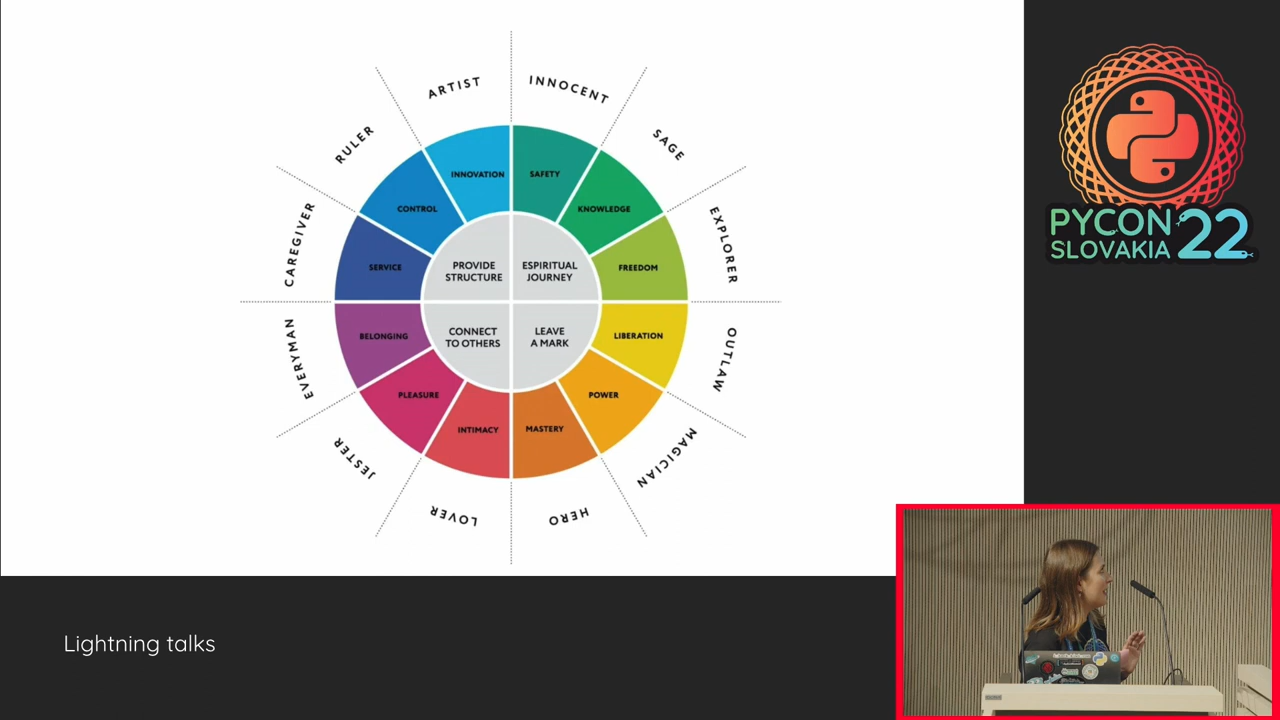 ARTIST
INNOCENT
RULER
SAGE
CAREGIVER
EXPLORER
EVERYMAN
OUTLAW
JESTER
MAGICIAN
LOVER
HERO
INNOVATION
SAFETY
CONTROL
KNOWLEDGE
SERVICE
FREEDOM
BELONGING
LIBERATION
PLEASURE
POWER
INTIMACY
MASTERY
PROVIDE
STRUCTURE
ESPIRITUAL
JOURNEY
CONNECT
TO OTHERS
LEAVE
A MARK
PYCON
SLOVAKIA
22
Lightning talks